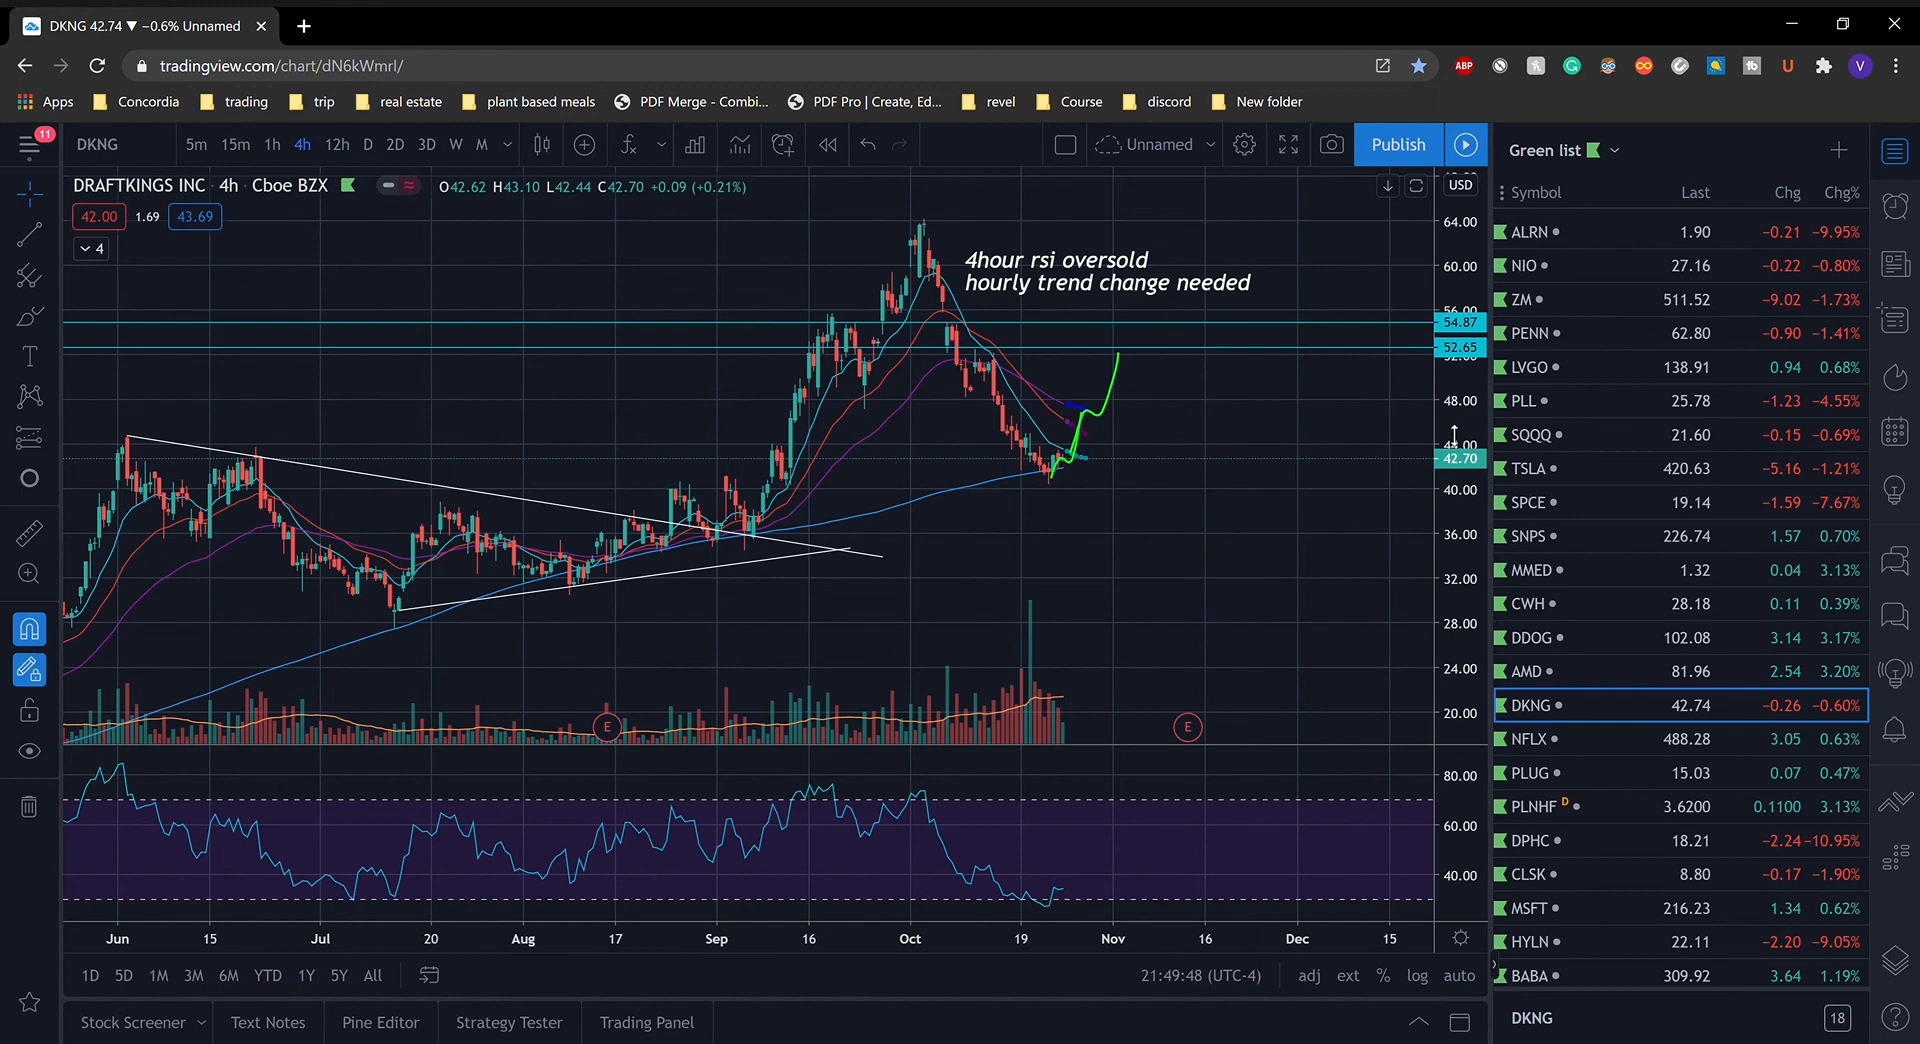 DKNG 42.74 ▼ −0.6% Unnamed
tradingview.com/chart/dN6kWmrI/
ABP
V
Apps Concordia trading trip real estate plant based meals PDF Merge - Combi... PDF Pro | Create, Ed... revel Course discord New folder
11
DKNG 5m 15m 1h 4h 12h D 2D 3D W M Unnamed Publish
DRAFTKINGS INC · 4h · Cboe BZX O42.62 H43.10 L42.44 C42.70 +0.09 (+0.21%) USD
42.00 1.69 43.69
4
4hour rsi oversold
hourly trend change needed
64.00
60.00
56.00
54.87
52.65
52.00
48.00
44.00
42.70
40.00
36.00
32.00
28.00
24.00
20.00
E E
80.00
60.00
40.00
Jun 15 Jul 20 Aug 17 Sep 16 Oct 19 Nov 16 Dec 15
1D 5D 1M 3M 6M YTD 1Y 5Y All 21:49:48 (UTC-4) adj ext % log auto
Stock Screener Text Notes Pine Editor Strategy Tester Trading Panel
Green list
Symbol Last Chg Chg%
ALRN 1.90 −0.21 −9.95%
NIO 27.16 −0.22 −0.80%
ZM 511.52 −9.02 −1.73%
PENN 62.80 −0.90 −1.41%
LVGO 138.91 0.94 0.68%
PLL 25.78 −1.23 −4.55%
SQQQ 21.60 −0.15 −0.69%
TSLA 420.63 −5.16 −1.21%
SPCE 19.14 −1.59 −7.67%
SNPS 226.74 1.57 0.70%
MMED 1.32 0.04 3.13%
CWH 28.18 0.11 0.39%
DDOG 102.08 3.14 3.17%
AMD 81.96 2.54 3.20%
DKNG 42.74 −0.26 −0.60%
NFLX 488.28 3.05 0.63%
PLUG 15.03 0.07 0.47%
PLNHF D 3.6200 0.1100 3.13%
DPHC 18.21 −2.24 −10.95%
CLSK 8.80 −0.17 −1.90%
MSFT 216.23 1.34 0.62%
HYLN 22.11 −2.20 −9.05%
BABA 309.92 3.64 1.19%
DKNG 18